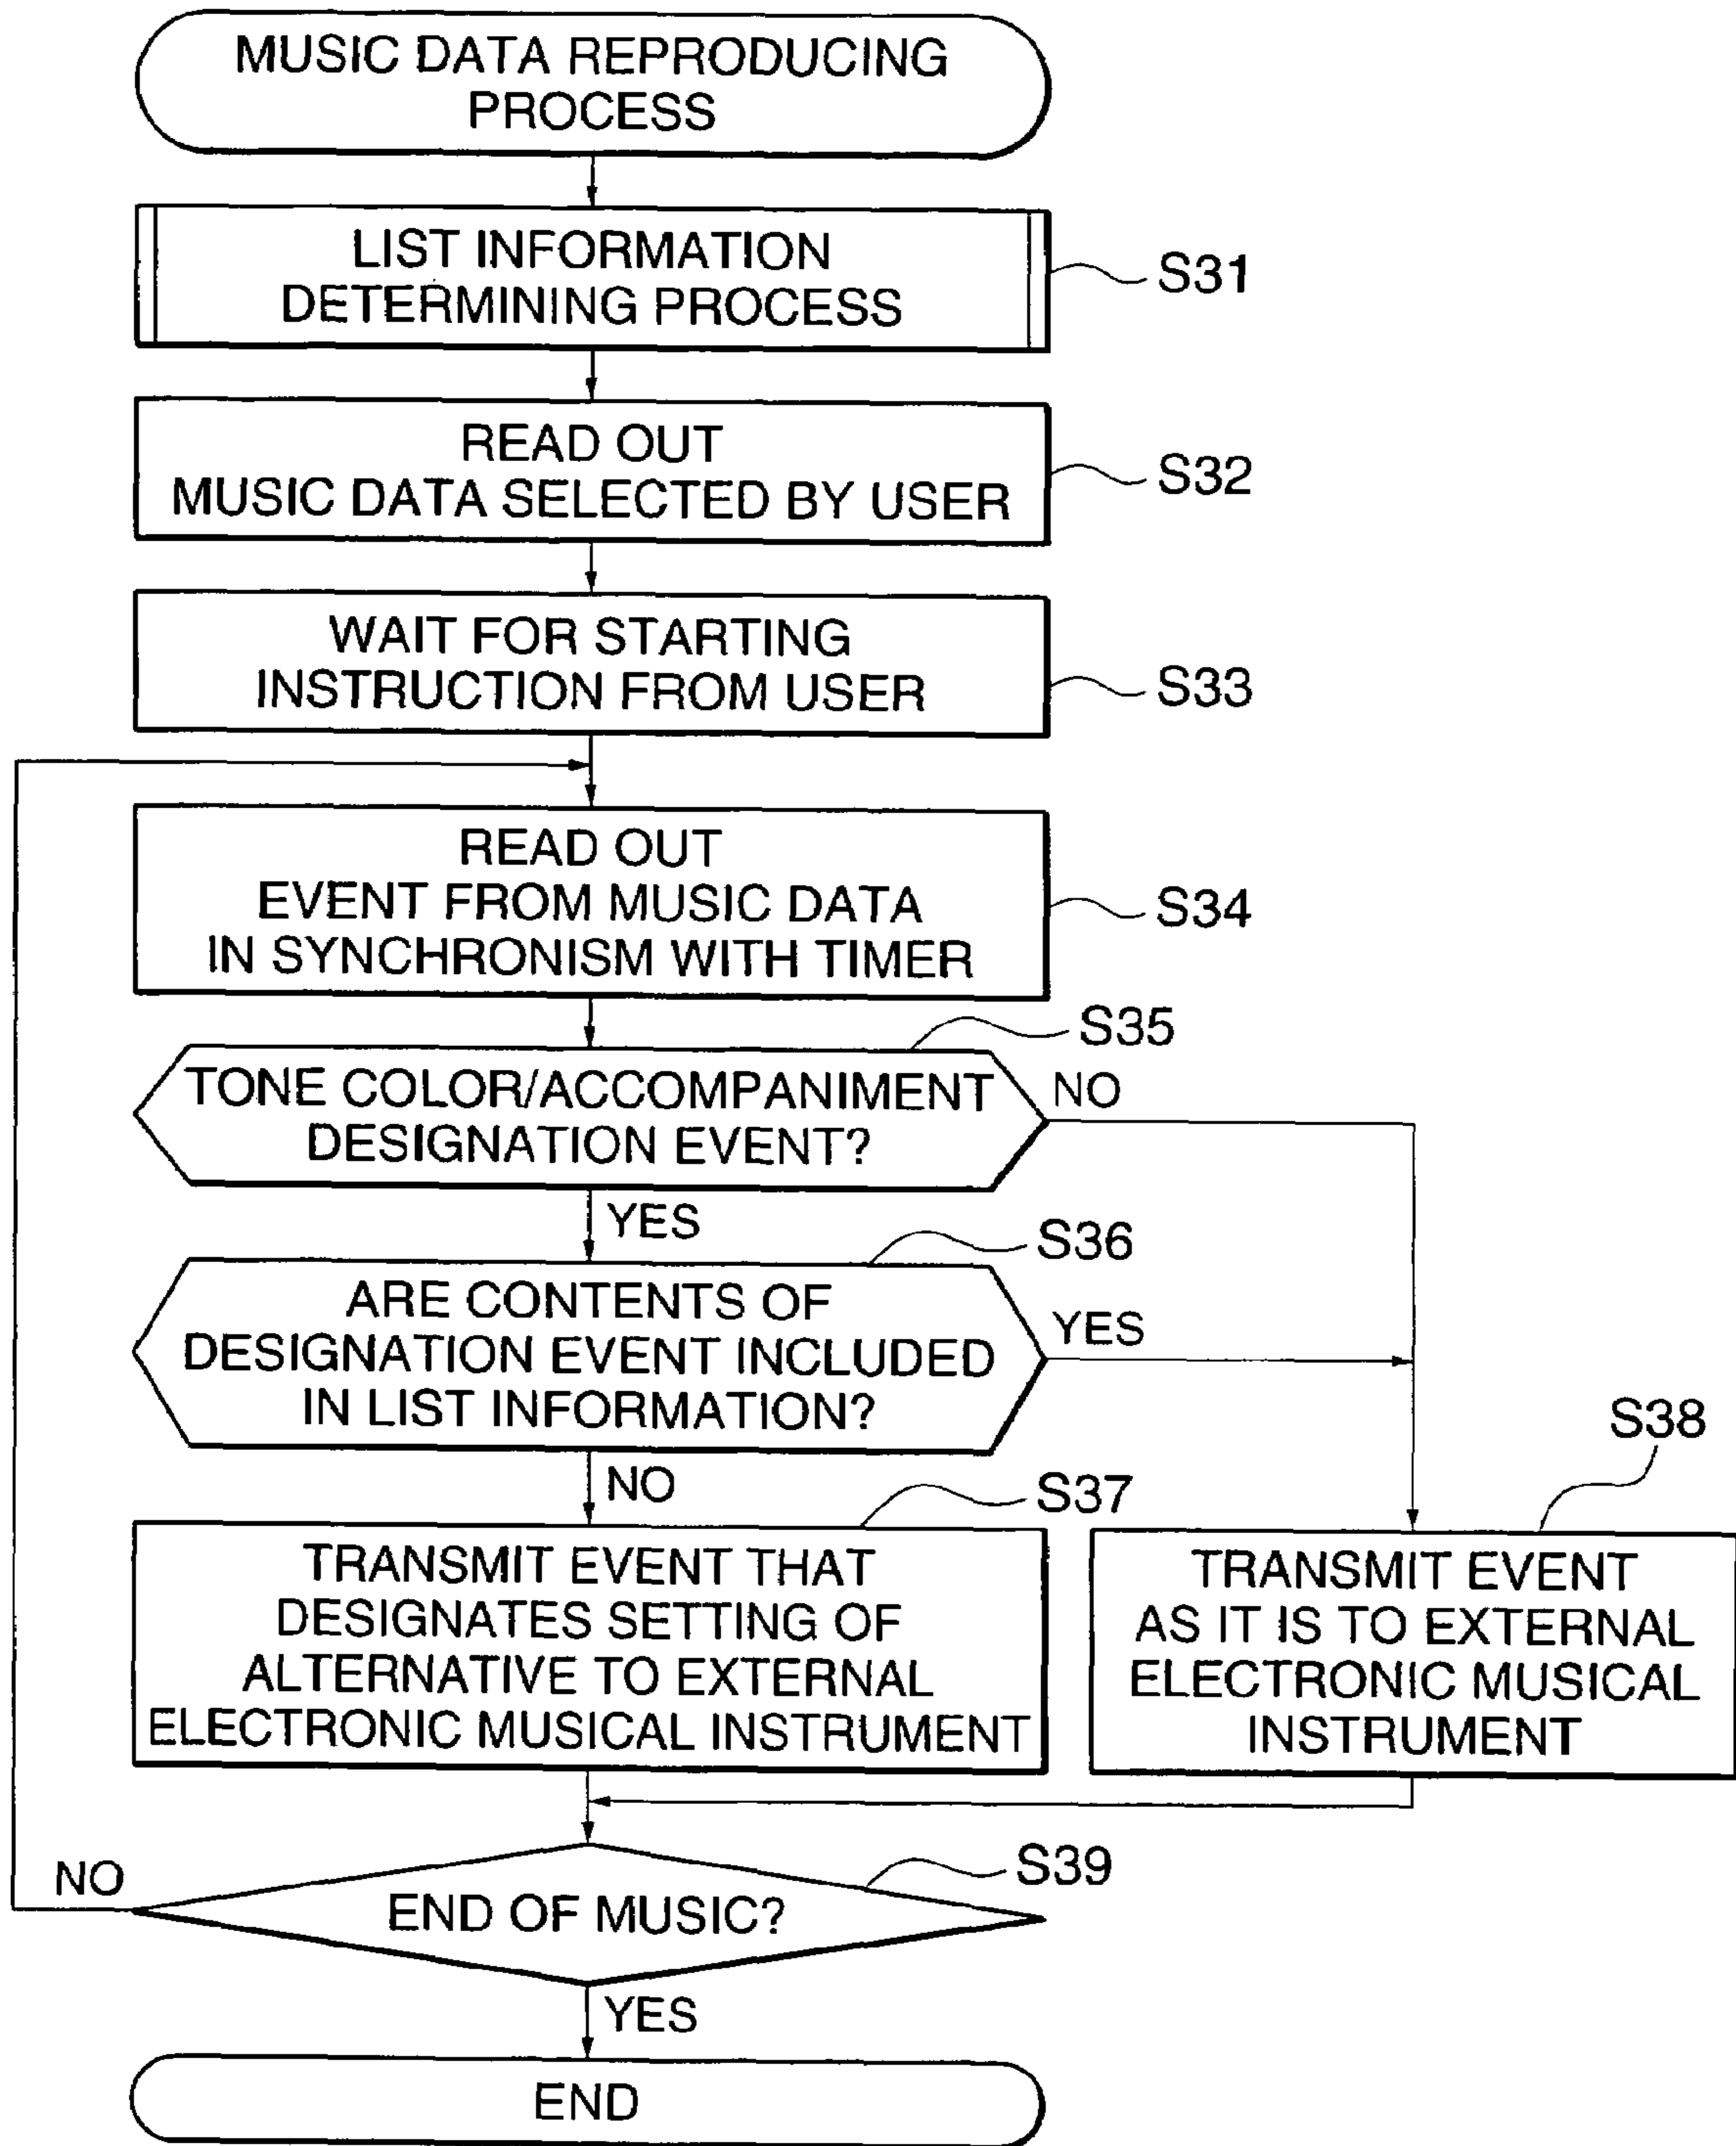 MUSIC DATA REPRODUCING
PROCESS
LIST INFORMATION
DETERMINING PROCESS
S31
READ OUT
MUSIC DATA SELECTED BY USER
S32
WAIT FOR STARTING
INSTRUCTION FROM USER
S33
READ OUT
EVENT FROM MUSIC DATA
IN SYNCHRONISM WITH TIMER
S34
S35
TONE COLOR/ACCOMPANIMENT
DESIGNATION EVENT?
NO
YES
S36
ARE CONTENTS OF
DESIGNATION EVENT INCLUDED
IN LIST INFORMATION?
YES
NO
S37
TRANSMIT EVENT THAT
DESIGNATES SETTING OF
ALTERNATIVE TO EXTERNAL
ELECTRONIC MUSICAL INSTRUMENT
S38
TRANSMIT EVENT
AS IT IS TO EXTERNAL
ELECTRONIC MUSICAL
INSTRUMENT
S39
END OF MUSIC?
NO
YES
END